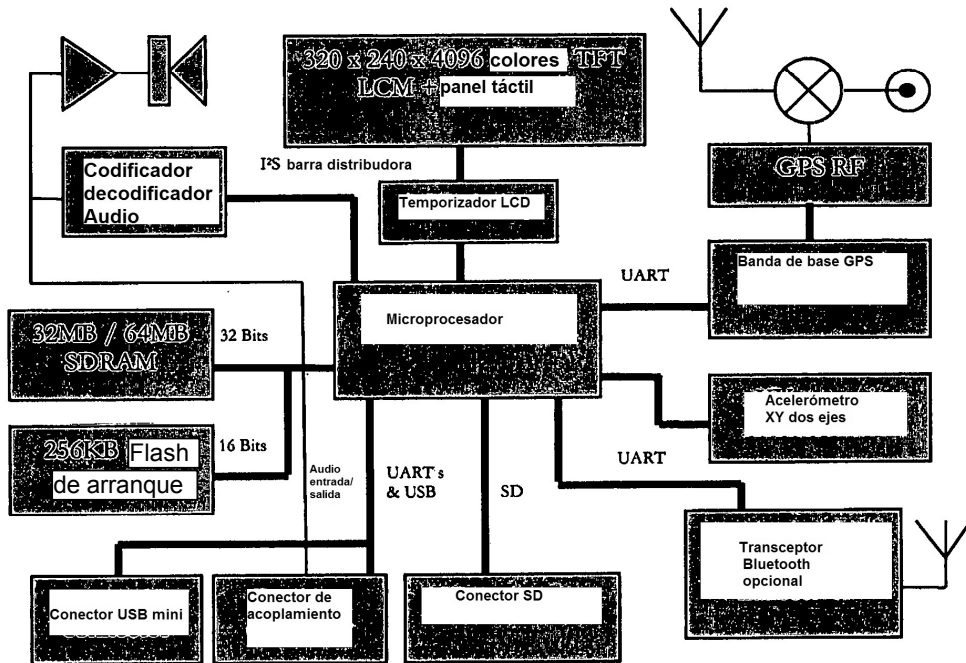 320 x 240 x 4096 colores TFT
LCM + panel táctil
I²S barra distribudora
Codificador
decodificador
Audio
Temporizador LCD
GPS RF
Banda de base GPS
UART
Microprocesador
32MB / 64MB
SDRAM
32 Bits
Acelerómetro
XY dos ejes
256KB Flash
de arranque
16 Bits
Audio
entrada/
salida
UART's
& USB
SD
UART
Transceptor
Bluetooth
opcional
Conector USB mini
Conector de
acoplamiento
Conector SD